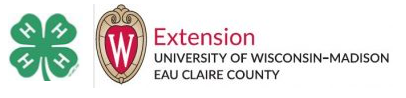 H H
H H
W
Extension
UNIVERSITY OF WISCONSIN–MADISON
EAU CLAIRE COUNTY